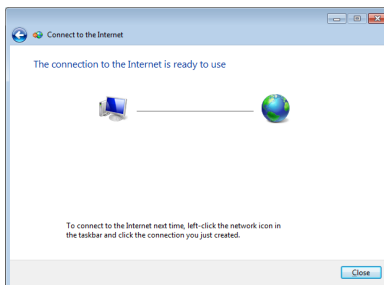 Connect to the Internet
The connection to the Internet is ready to use
To connect to the Internet next time, left-click the network icon in
the taskbar and click the connection you just created.
Close